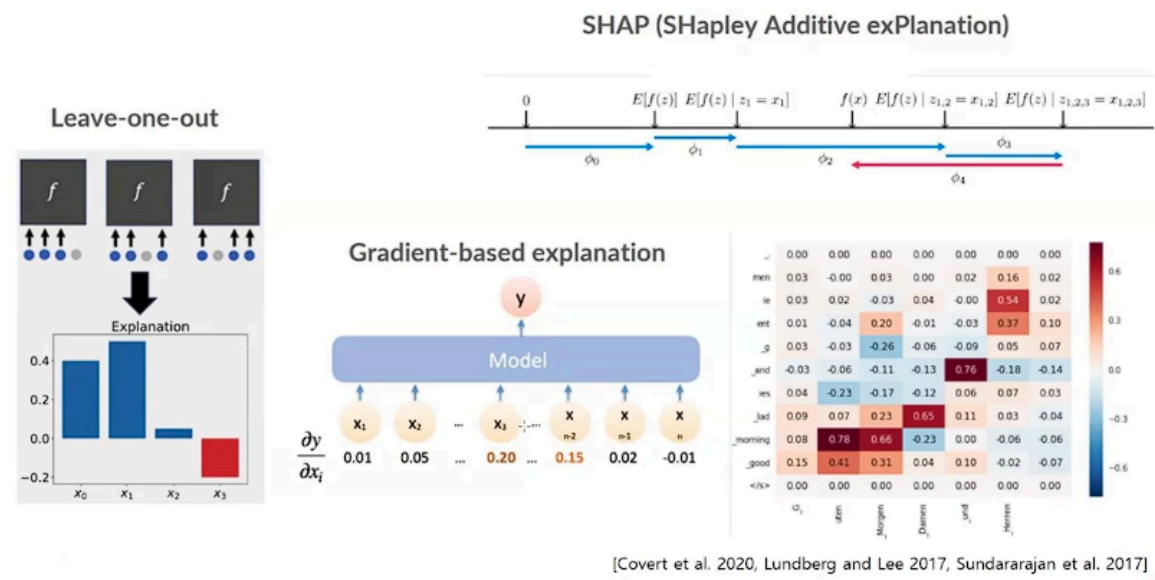 SHAP (SHapley Additive exPlanation)
0 E[f(z)] E[f(z) | z₁ = x₁] f(x) E[f(z) | z₁,₂ = x₁,₂] E[f(z) | z₁,₂,₃ = x₁,₂,₃]
ϕ₀ ϕ₁ ϕ₂ ϕ₃
ϕ₄
Leave-one-out
f f f
Explanation
0.4
0.2
0.0
−0.2
x₀ x₁ x₂ x₃
Gradient-based explanation
y
Model
x₁ x₂ ... x₃ ... x n-2 x n-1 x n
∂y/∂xᵢ 0.01 0.05 ... 0.20 ... 0.15 0.02 -0.01
0.00 0.00 0.00 0.00 0.00 0.00 0.00
men 0.03 -0.00 0.03 0.00 0.02 0.16 0.02
le 0.03 0.02 -0.03 0.04 -0.00 0.54 0.02
ent 0.01 -0.04 0.20 -0.01 -0.03 0.37 0.10
_g 0.03 -0.03 -0.26 -0.06 -0.09 0.05 0.07
_and -0.03 -0.06 -0.11 -0.13 0.76 -0.18 -0.14
ies 0.04 -0.23 -0.17 -0.12 0.06 0.07 0.03
_lad 0.09 0.07 0.23 0.65 0.11 0.03 -0.04
_morning 0.08 0.78 0.66 -0.23 0.00 -0.06 -0.06
_good 0.15 0.41 0.31 0.04 0.10 -0.02 -0.07
</s> 0.00 0.00 0.00 0.00 0.00 0.00 0.00
G_ uten _Morgen _Damen _und _Herren
0.6
0.3
0.0
−0.3
−0.6
[Covert et al. 2020, Lundberg and Lee 2017, Sundararajan et al. 2017]